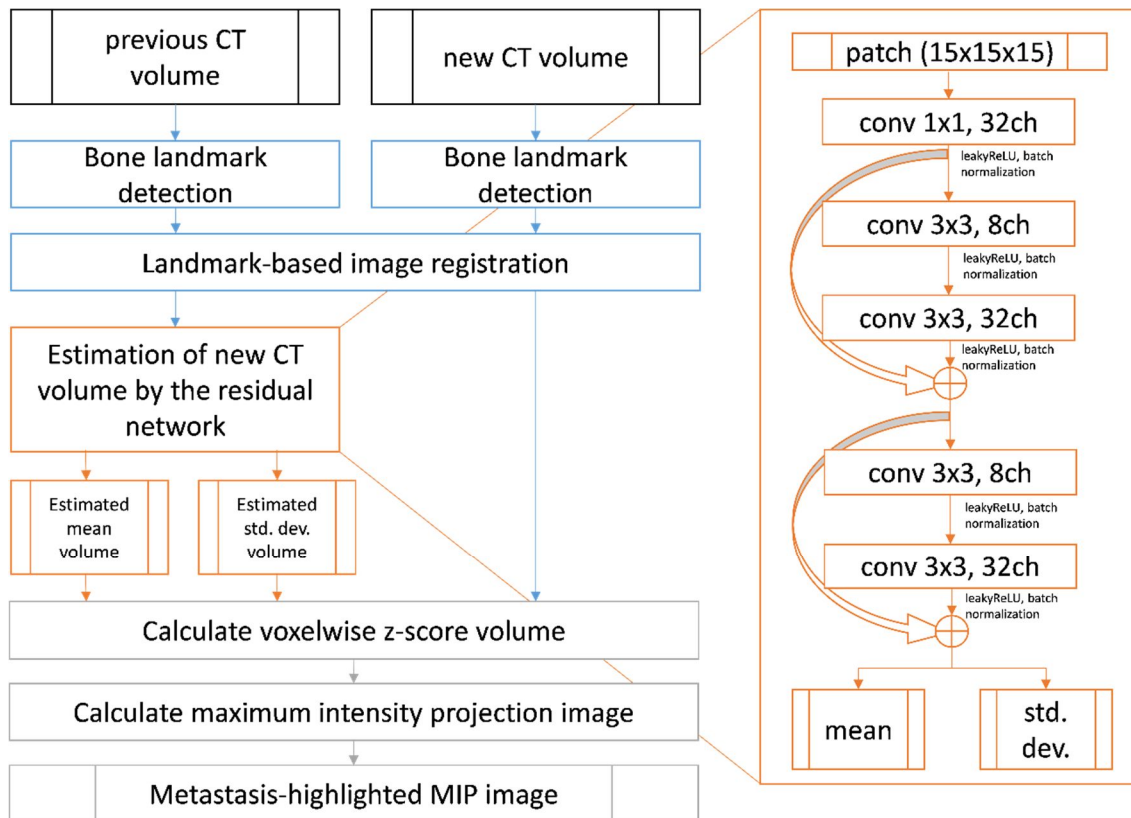 previous CT
volume
new CT volume
Bone landmark
detection
Bone landmark
detection
Landmark-based image registration
Estimation of new CT
volume by the residual
network
Estimated
mean
volume
Estimated
std. dev.
volume
Calculate voxelwise z-score volume
Calculate maximum intensity projection image
Metastasis-highlighted MIP image
patch (15x15x15)
conv 1x1, 32ch
leakyReLU, batch
normalization
conv 3x3, 8ch
leakyReLU, batch
normalization
conv 3x3, 32ch
leakyReLU, batch
normalization
conv 3x3, 8ch
leakyReLU, batch
normalization
conv 3x3, 32ch
leakyReLU, batch
normalization
mean
std.
dev.